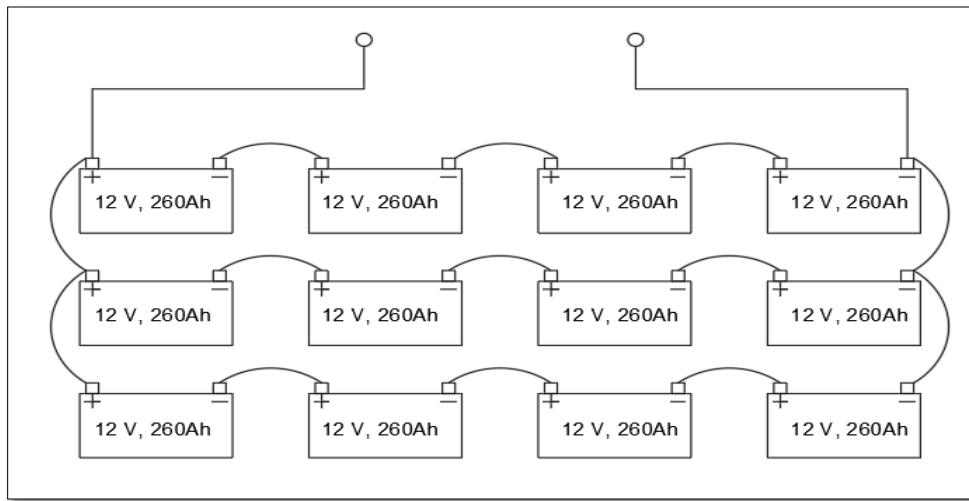 + − + − + − + −
12 V, 260Ah 12 V, 260Ah 12 V, 260Ah 12 V, 260Ah
+ − + − + − + −
12 V, 260Ah 12 V, 260Ah 12 V, 260Ah 12 V, 260Ah
+ − + − + − + −
12 V, 260Ah 12 V, 260Ah 12 V, 260Ah 12 V, 260Ah